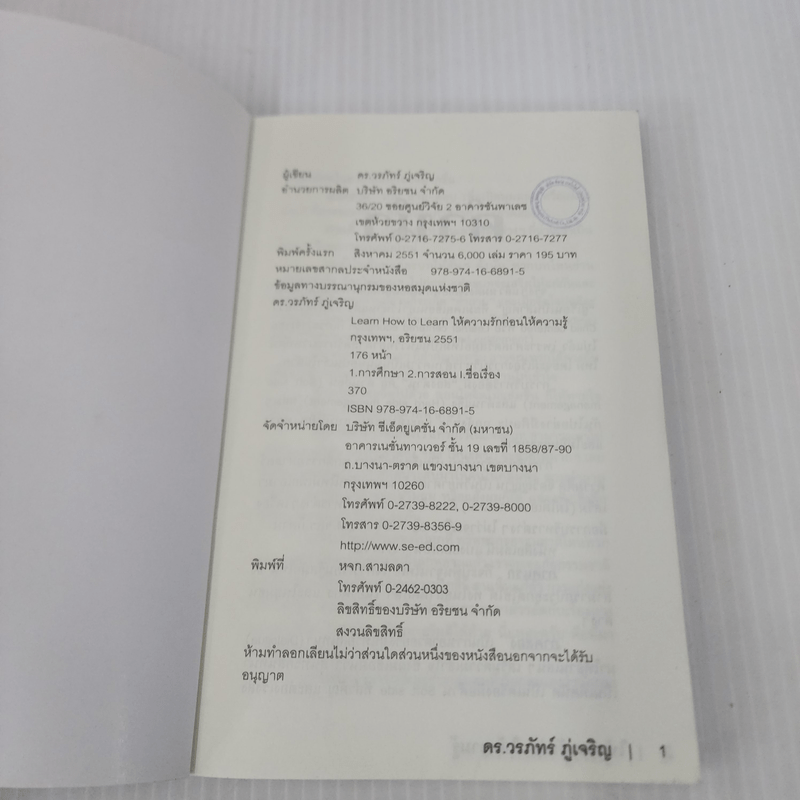 ผู้เขียน ดร วรภัทร์ ภู่เจริญ
อำนวยการผลิต บริษัท อริยชน จำกัด
36/20 ซอยศูนย์วิจัย 2 อาคารซันพาเลซ
เขตห้วยขวาง กรุงเทพฯ 10310
โทรศัพท์ 0-2716-7275-6 โทรสาร 0-2716-7277
พิมพ์ครั้งแรก สิงหาคม 2551 จำนวน 6,000 เล่ม ราคา 195 บาท
หมายเลขสากลประจำหนังสือ 978-974-16-6891-5
ข้อมูลทางบรรณานุกรมของหอสมุดแห่งชาติ
ดร.วรภัทร์ ภู่เจริญ
Learn How to Learn ให้ความรักก่อนให้ความรู้
กรุงเทพฯ, อริยชน 2551
176 หน้า
1.การศึกษา 2.การสอน I.ชื่อเรื่อง
370
ISBN 978-974-16-6891-5
จัดจำหน่ายโดย บริษัท ซีเอ็ดยูเคชั่น จำกัด (มหาชน)
อาคารเนชั่นทาวเวอร์ ชั้น 19 เลขที่ 1858/87-90
ถ.บางนา-ตราด แขวงบางนา เขตบางนา
กรุงเทพฯ 10260
โทรศัพท์ 0-2739-8222, 0-2739-8000
โทรสาร 0-2739-8356-9
http://www.se-ed.com
พิมพ์ที่ หจก.สามลดา
โทรศัพท์ 0-2462-0303
ลิขสิทธิ์ของบริษัท อริยชน จำกัด
สงวนลิขสิทธิ์
ห้ามทำลอกเลียนไม่ว่าส่วนใดส่วนหนึ่งของหนังสือนอกจากจะได้รับ
อนุญาต
ดร.วรภัทร์ ภู่เจริญ | 1